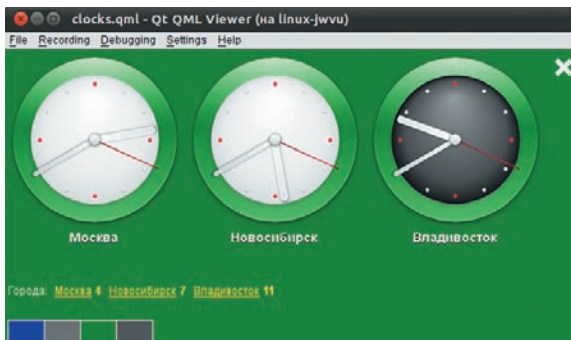 clocks.qml - Qt QML Viewer (на linux-jwvu)
File Recording Debugging Settings Help
Москва Новосибирск Владивосток
Города: Москва 4 Новосибирск 7 Владивосток 11